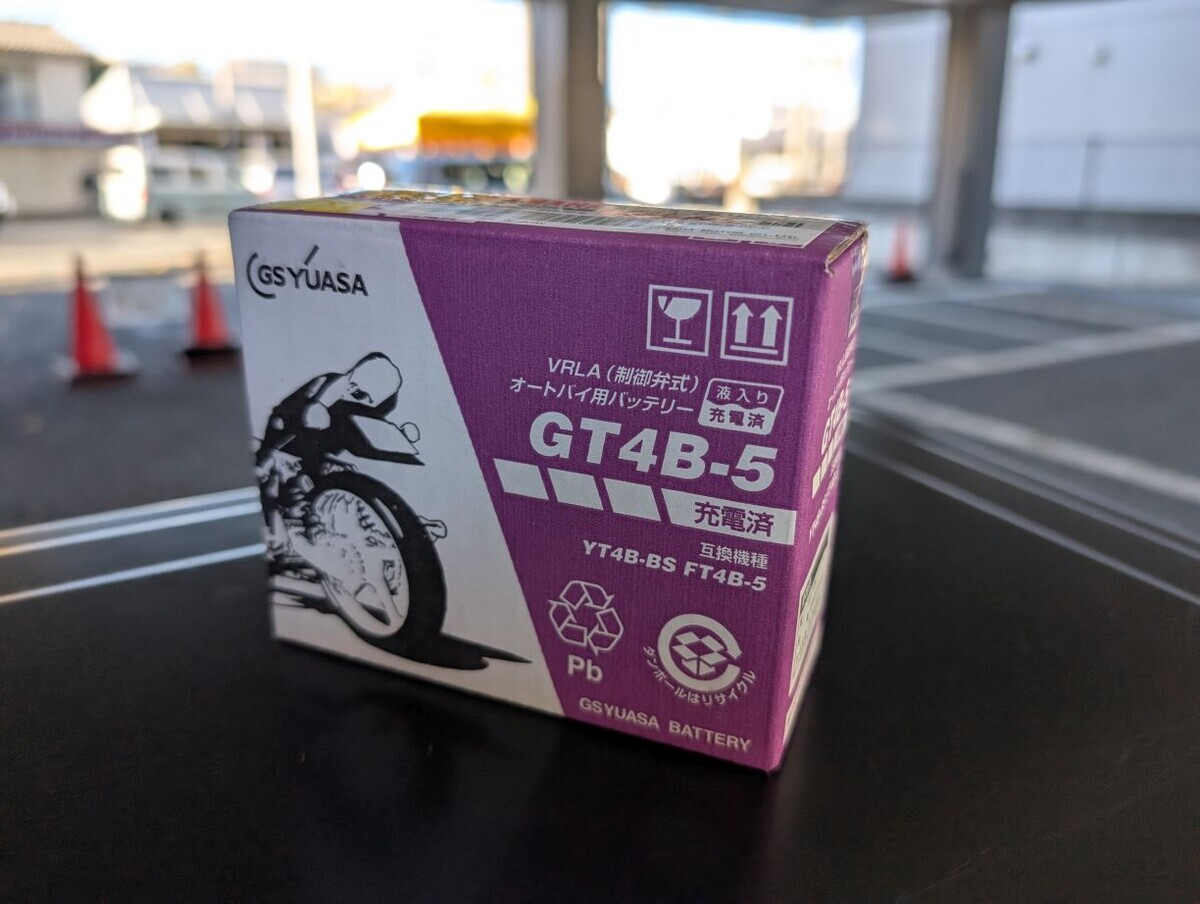 GS YUASA
VRLA(制御弁式)
オートバイ用バッテリー
液入り
充電済
GT4B-5
充電済
互換機種
YT4B-BS FT4B-5
Pb
ダンボールはリサイクル
GSYUASA BATTERY